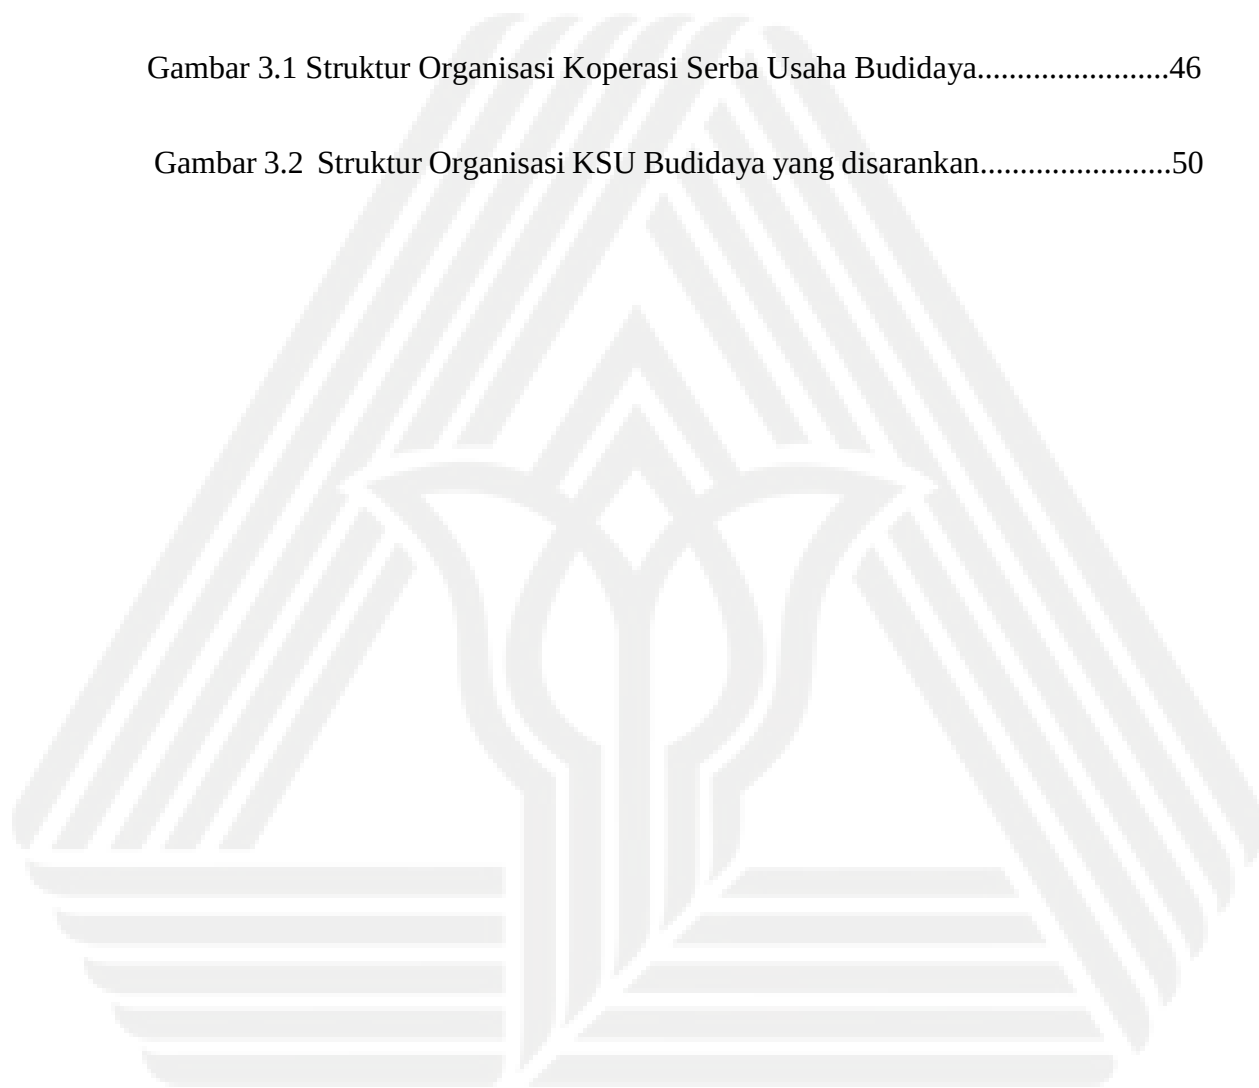 Gambar 3.1 Struktur Organisasi Koperasi Serba Usaha Budidaya........................46
Gambar 3.2 Struktur Organisasi KSU Budidaya yang disarankan........................50